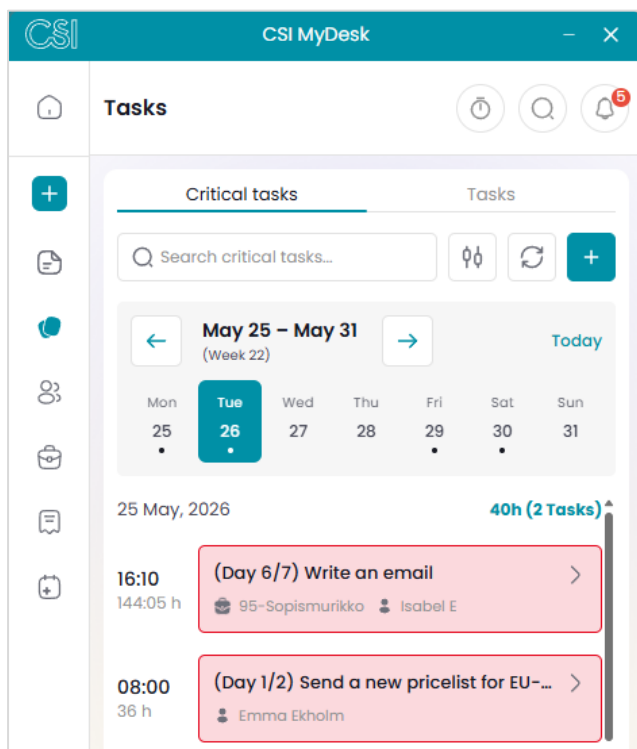 CSI
CSI MyDesk
Tasks
5
Critical tasks
Tasks
Search critical tasks...
May 25 – May 31
(Week 22)
Today
Mon Tue Wed Thu Fri Sat Sun
25 26 27 28 29 30 31
25 May, 2026
40h (2 Tasks)
16:10
144:05 h
(Day 6/7) Write an email
95-Sopismurikko Isabel E
08:00
36 h
(Day 1/2) Send a new pricelist for EU-...
Emma Ekholm